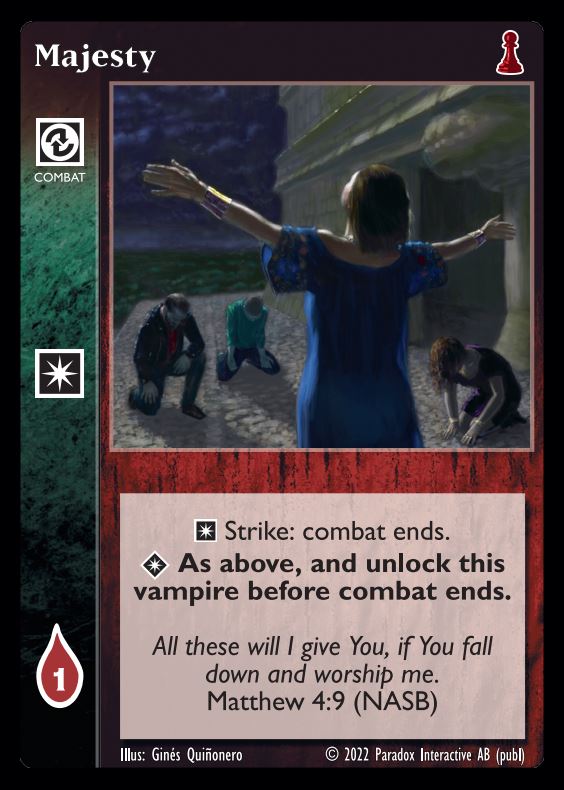 Majesty
COMBAT
Strike: combat ends.
As above, and unlock this
vampire before combat ends.
All these will I give You, if You fall
down and worship me.
Matthew 4:9 (NASB)
1
Illus: Ginés Quiñonero
© 2022 Paradox Interactive AB (publ)